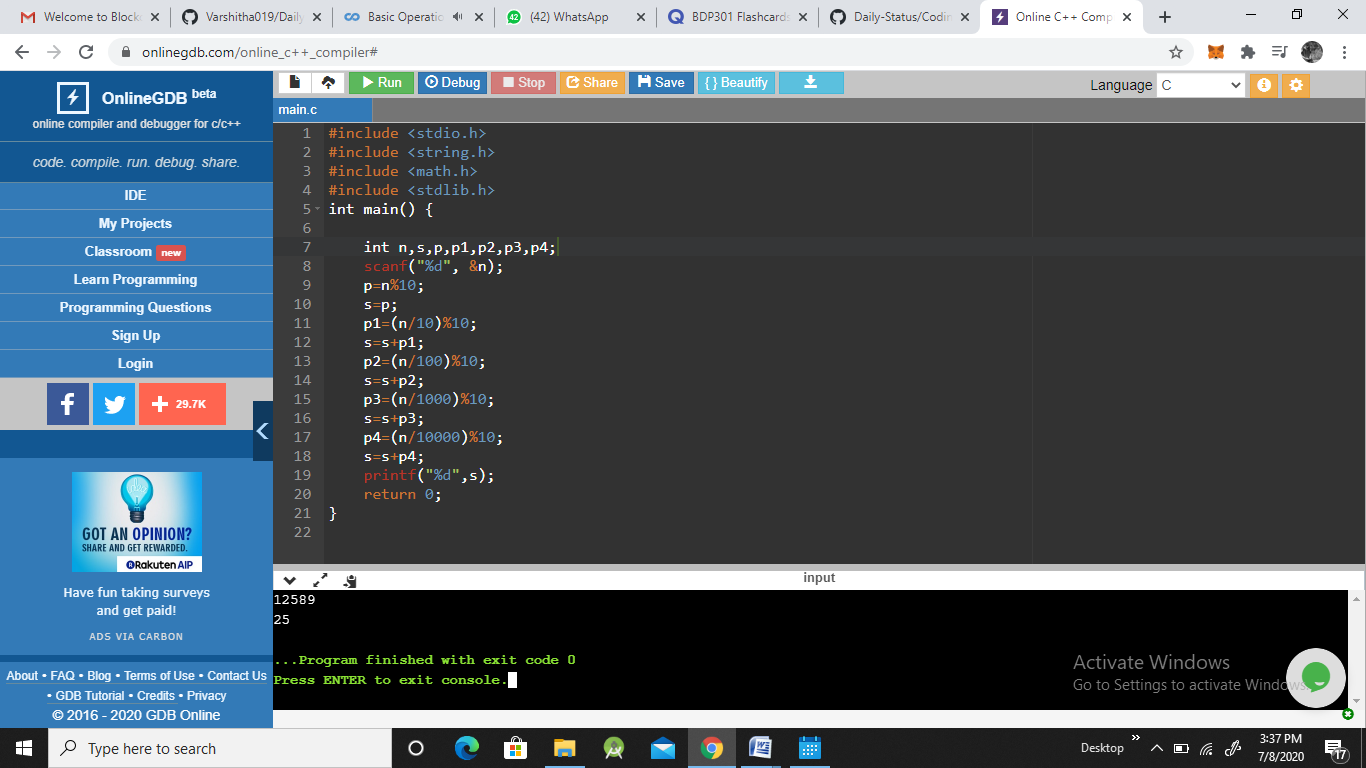 Welcome to Block
Varshitha019/Daily
Basic Operatio
(42) WhatsApp
BDP301 Flashcards
Daily-Status/Codin
Online C++ Comp
onlinegdb.com/online_c++_compiler#
OnlineGDB beta
online compiler and debugger for c/c++
code. compile. run. debug. share.
IDE
My Projects
Classroom new
Learn Programming
Programming Questions
Sign Up
Login
29.7K
GOT AN OPINION?
SHARE AND GET REWARDED.
Rakuten AIP
Have fun taking surveys
and get paid!
ADS VIA CARBON
About • FAQ • Blog • Terms of Use • Contact Us
• GDB Tutorial • Credits • Privacy
© 2016 - 2020 GDB Online
Run Debug Stop Share Save { } Beautify
Language C
main.c
1 #include <stdio.h>
2 #include <string.h>
3 #include <math.h>
4 #include <stdlib.h>
5 int main() {
6
7 int n,s,p,p1,p2,p3,p4;
8 scanf("%d", &n);
9 p=n%10;
10 s=p;
11 p1=(n/10)%10;
12 s=s+p1;
13 p2=(n/100)%10;
14 s=s+p2;
15 p3=(n/1000)%10;
16 s=s+p3;
17 p4=(n/10000)%10;
18 s=s+p4;
19 printf("%d",s);
20 return 0;
21 }
22
input
12589
25
...Program finished with exit code 0
Press ENTER to exit console.
Activate Windows
Go to Settings to activate Windows.
Type here to search
Desktop
3:37 PM
7/8/2020
17